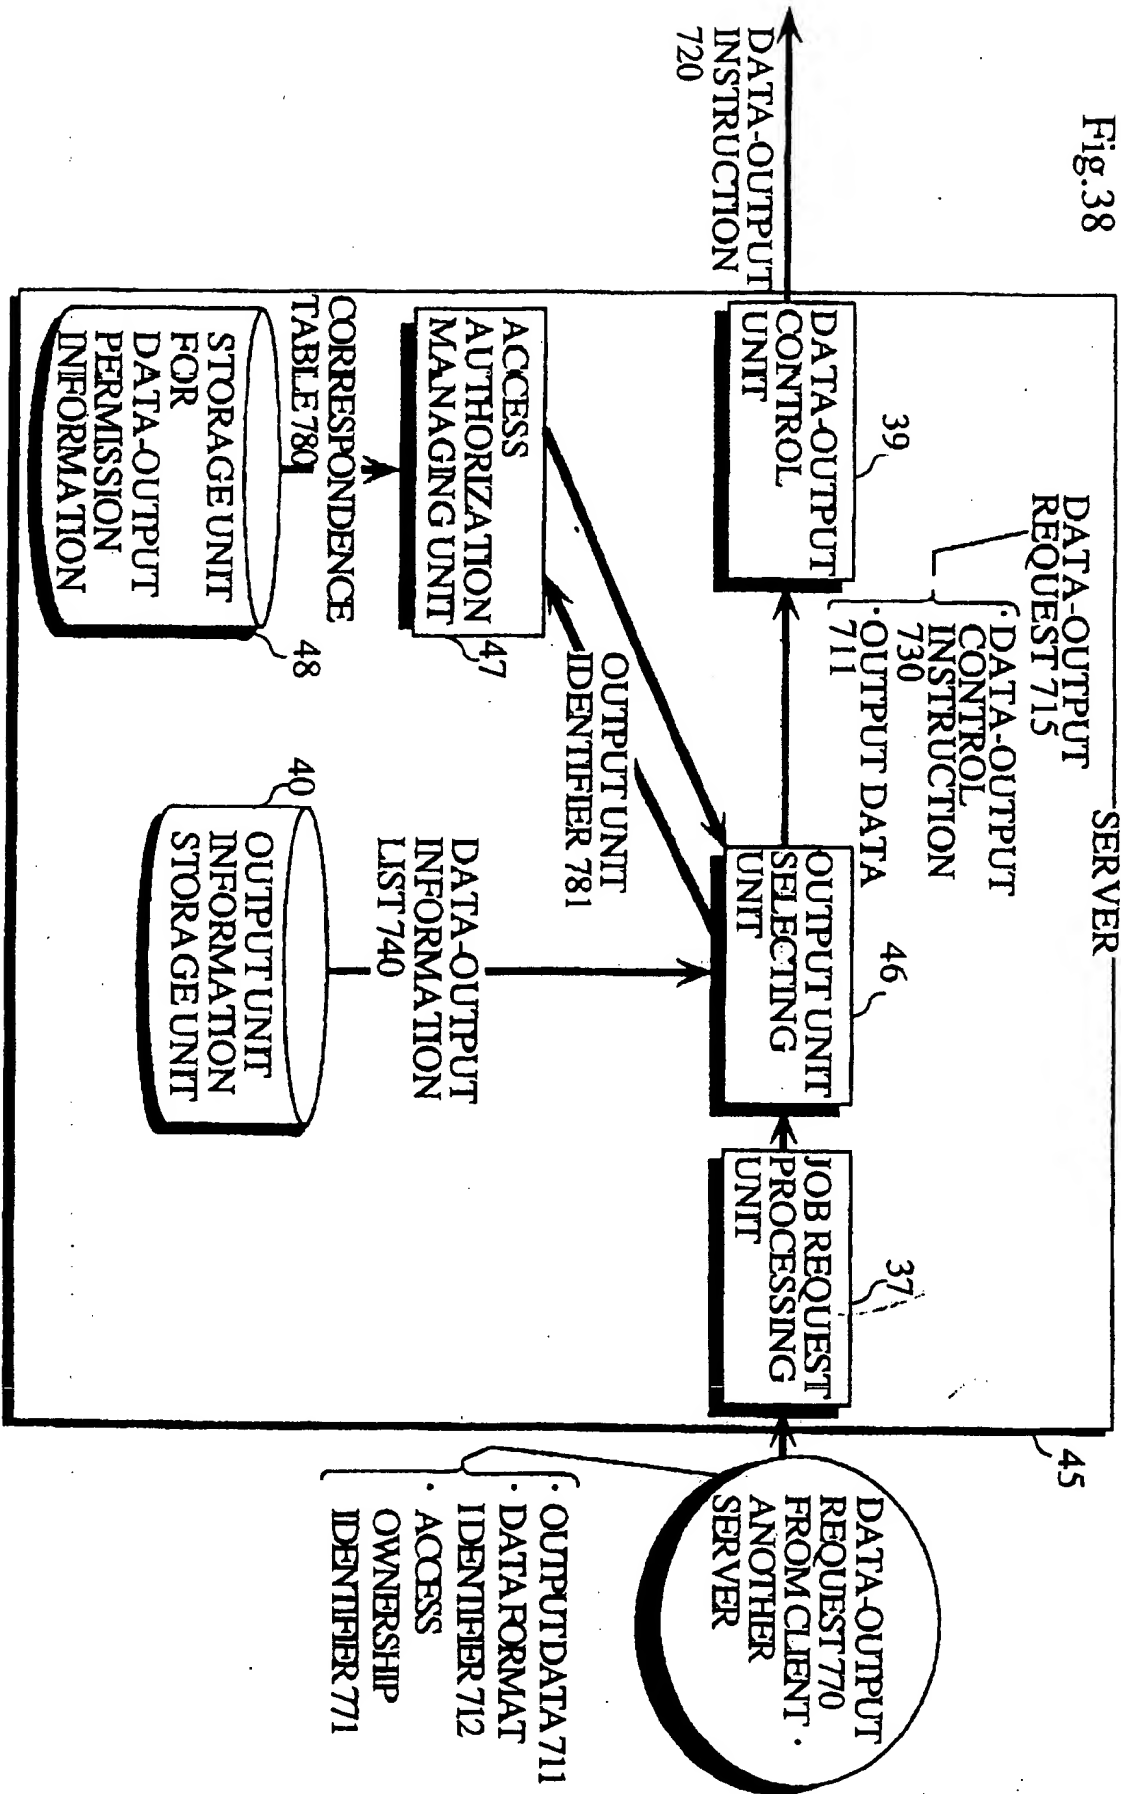 Fig.38
SERVER
45
DATA-OUTPUT
REQUEST 715
· DATA-OUTPUT
CONTROL
INSTRUCTION
730
· OUTPUT DATA
711
DATA-OUTPUT
INSTRUCTION
720
39
DATA-OUTPUT
CONTROL
UNIT
46
OUTPUT UNIT
SELECTING
UNIT
37
JOB REQUEST
PROCESSING
UNIT
DATA-OUTPUT
REQUEST 770
FROM CLIENT ·
ANOTHER
SERVER
· OUTPUT DATA 711
· DATA FORMAT
IDENTIFIER 712
· ACCESS
OWNERSHIP
IDENTIFIER 771
OUTPUT UNIT
IDENTIFIER 781
ACCESS
AUTHORIZATION
MANAGING UNIT
47
CORRESPONDENCE
TABLE 780
48
STORAGE UNIT
FOR
DATA-OUTPUT
PERMISSION
INFORMATION
DATA-OUTPUT
INFORMATION
LIST 740
40
OUTPUT UNIT
INFORMATION
STORAGE UNIT